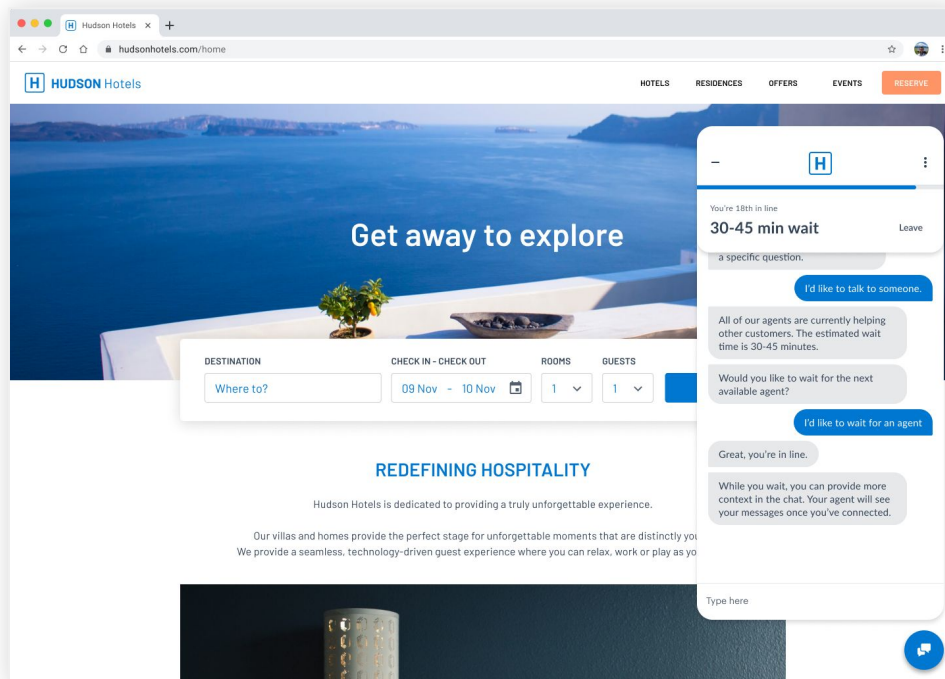 Hudson Hotels
hudsonhotels.com/home
H HUDSON Hotels
HOTELS RESIDENCES OFFERS EVENTS RESERVE
Get away to explore
DESTINATION CHECK IN - CHECK OUT ROOMS GUESTS
Where to? 09 Nov - 10 Nov 1 1
REDEFINING HOSPITALITY
Hudson Hotels is dedicated to providing a truly unforgettable experience.
Our villas and homes provide the perfect stage for unforgettable moments that are distinctly
We provide a seamless, technology-driven guest experience where you can relax, work or play as
H
You're 18th in line
30-45 min wait Leave
a specific question.
I'd like to talk to someone.
All of our agents are currently helping
other customers. The estimated wait
time is 30-45 minutes.
Would you like to wait for the next
available agent?
I'd like to wait for an agent
Great, you're in line.
While you wait, you can provide more
context in the chat. Your agent will see
your messages once you've connected.
Type here